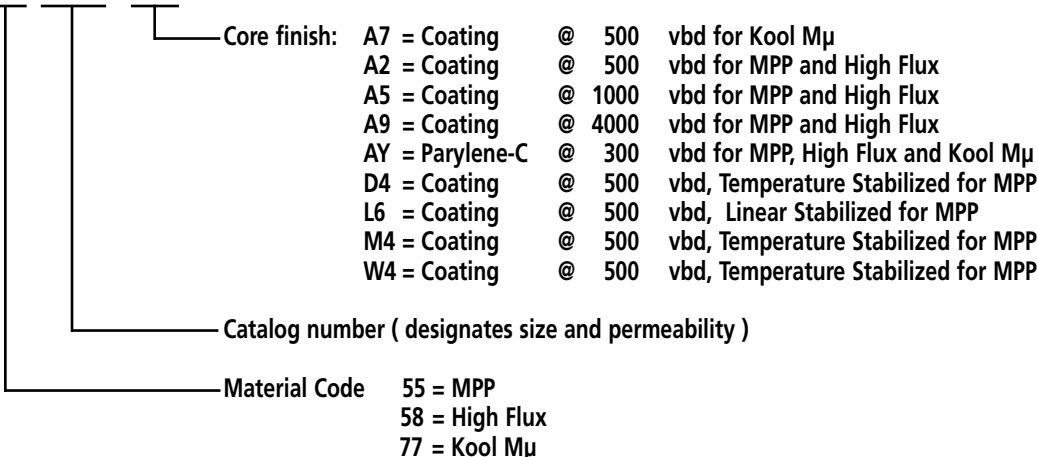 Core finish: A7 = Coating @ 500 vbd for Kool Mµ
A2 = Coating @ 500 vbd for MPP and High Flux
A5 = Coating @ 1000 vbd for MPP and High Flux
A9 = Coating @ 4000 vbd for MPP and High Flux
AY = Parylene-C @ 300 vbd for MPP, High Flux and Kool Mµ
D4 = Coating @ 500 vbd, Temperature Stabilized for MPP
L6 = Coating @ 500 vbd, Linear Stabilized for MPP
M4 = Coating @ 500 vbd, Temperature Stabilized for MPP
W4 = Coating @ 500 vbd, Temperature Stabilized for MPP
Catalog number ( designates size and permeability )
Material Code 55 = MPP
58 = High Flux
77 = Kool Mµ